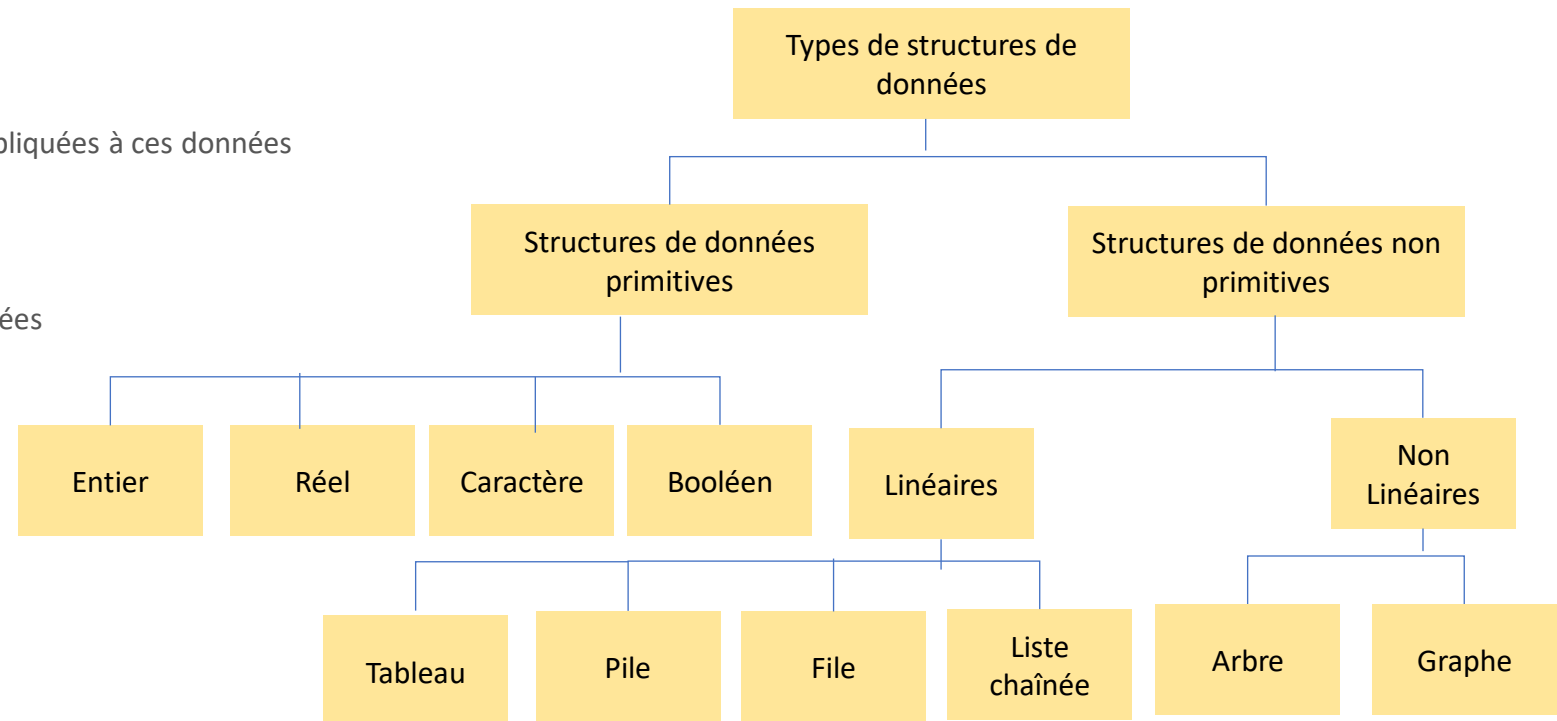 Types de structures de
données
pliquées à ces données
Structures de données
primitives
Structures de données non
primitives
ées
Entier
Réel
Caractère
Booléen
Linéaires
Non
Linéaires
Tableau
Pile
File
Liste
chaînée
Arbre
Graphe